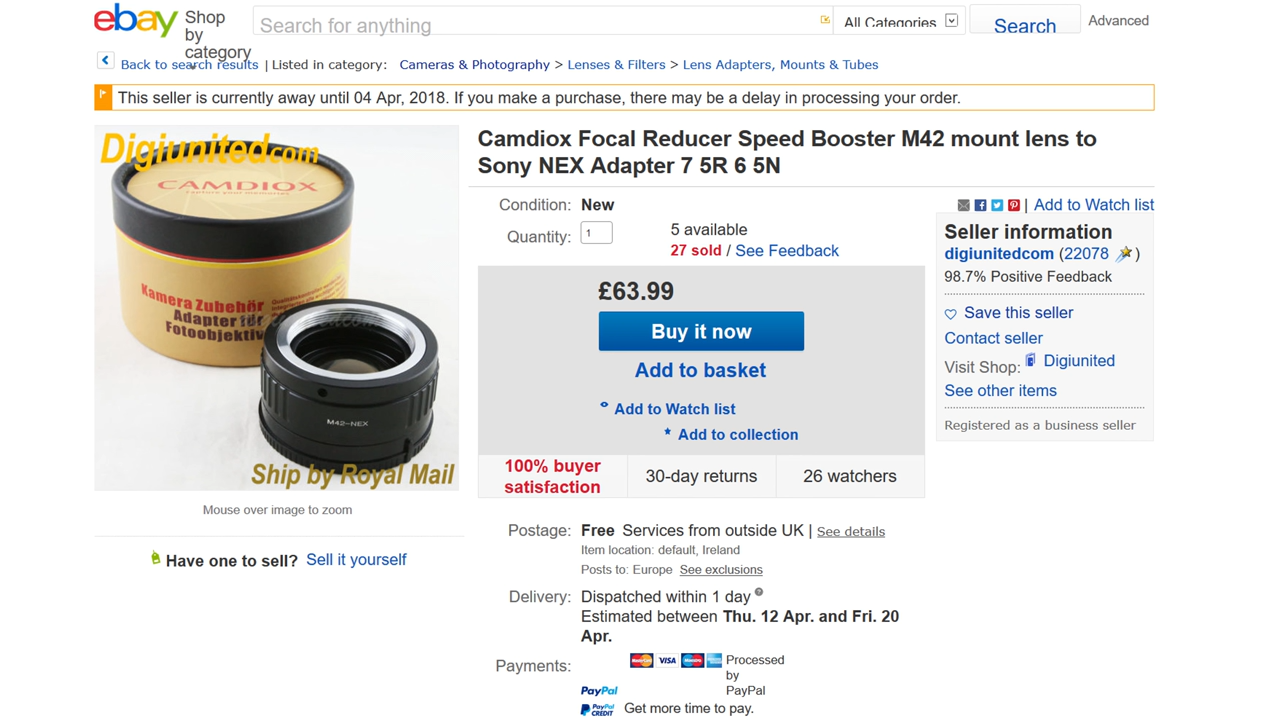 ebay
Shop by category
Search for anything
All Categories
Search
Advanced
Back to search results | Listed in category: Cameras & Photography > Lenses & Filters > Lens Adapters, Mounts & Tubes
This seller is currently away until 04 Apr, 2018. If you make a purchase, there may be a delay in processing your order.
Digiunited.com
CAMDIOX
capture your memories
Kamera Zubehör
Adapter für
Fotoobjektiv
M42-NEX
Ship by Royal Mail
Mouse over image to zoom
Have one to sell? Sell it yourself
Camdiox Focal Reducer Speed Booster M42 mount lens to
Sony NEX Adapter 7 5R 6 5N
Condition: New
Quantity: 1
5 available
27 sold / See Feedback
£63.99
Buy it now
Add to basket
Add to Watch list
Add to collection
100% buyer
satisfaction
30-day returns
26 watchers
Postage: Free Services from outside UK | See details
Item location: default, Ireland
Posts to: Europe See exclusions
Delivery: Dispatched within 1 day
Estimated between Thu. 12 Apr. and Fri. 20
Apr.
Payments:
MasterCard VISA Maestro
Processed
by
PayPal
PayPal
PayPal CREDIT Get more time to pay.
| Add to Watch list
Seller information
digiunitedcom (22078 )
98.7% Positive Feedback
Save this seller
Contact seller
Visit Shop: Digiunited
See other items
Registered as a business seller